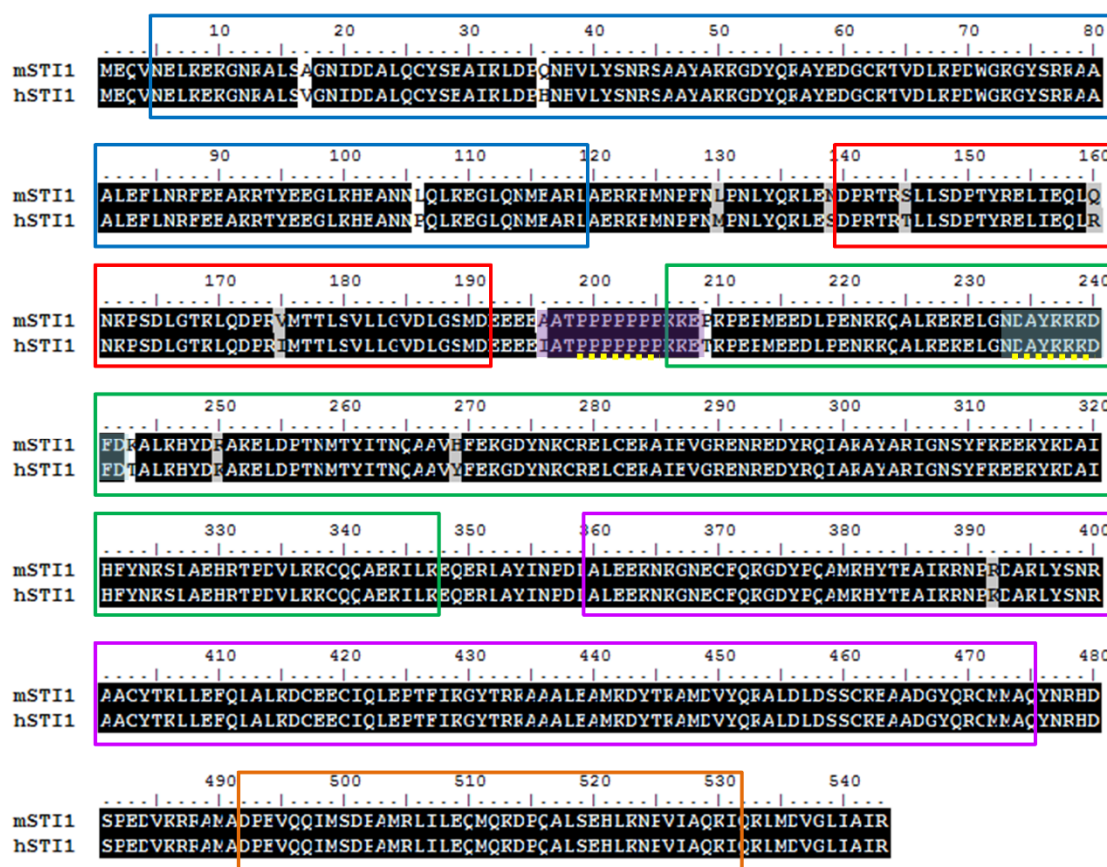 10 20 30 40 50 60 70 80
mSTI1 MEQVNELKEKGNKALSAGNIDDALQCYSEAIKLDPQNHVLYSNRSAAYAKKGDYQKAYEDGCKTVDLKPDWGKGYSRKAA
hSTI1 MEQVNELKEKGNKALSVGNIDDALQCYSEAIKLDPHNHVLYSNRSAAYAKKGDYQKAYEDGCKTVDLKPDWGKGYSRKAA
90 100 110 120 130 140 150 160
mSTI1 ALEFLNRFEEAKRTYEEGLKHEANNLQLKEGLQNMEARLAERKFMNPFNLPNLYQKLENDPRTRSLLSDPTYRELIEQLQ
hSTI1 ALEFLNRFEEAKRTYEEGLKHEANNPQLKEGLQNMEARLAERKFMNPFNMPNLYQKLESDPRTRTLLSDPTYRELIEQLR
170 180 190 200 210 220 230 240
mSTI1 NKPSDLGTKLQDPRVMTTLSVLLGVDLGSMDEEEEAATPPPPPPPKKEPKPEPMEEDLPENKKQALKEKELGNDAYKKKD
hSTI1 NKPSDLGTKLQDPRIMTTLSVLLGVDLGSMDEEEEIATPPPPPPPKKETKPEPMEEDLPENKKQALKEKELGNDAYKKKD
250 260 270 280 290 300 310 320
mSTI1 FDKALKHYDRAKELDPTNMTYITNQAAVHFEKGDYNKCRELCEKAIEVGRENREDYRQIAKAYARIGNSYFKEEKYKDAI
hSTI1 FDTALKHYDKAKELDPTNMTYITNQAAVYFEKGDYNKCRELCEKAIEVGRENREDYRQIAKAYARIGNSYFKEEKYKDAI
330 340 350 360 370 380 390 400
mSTI1 HFYNKSLAEHRTPDVLKKCQQAEKILKEQERLAYINPDLALEEKNKGNECFQKGDYPQAMKHYTEAIKRNPRDAKLYSNR
hSTI1 HFYNKSLAEHRTPDVLKKCQQAEKILKEQERLAYINPDLALEEKNKGNECFQKGDYPQAMKHYTEAIKRNPKDAKLYSNR
410 420 430 440 450 460 470 480
mSTI1 AACYTKLLEFQLALKDCEECIQLEPTFIKGYTRKAAALEAMKDYTKAMDVYQKALDLDSSCKEAADGYQRCMMAQYNRHD
hSTI1 AACYTKLLEFQLALKDCEECIQLEPTFIKGYTRKAAALEAMKDYTKAMDVYQKALDLDSSCKEAADGYQRCMMAQYNRHD
490 500 510 520 530 540
mSTI1 SPEDVKRRAMADPEVQQIMSDPAMRLILEQMQKDPQALSEHLKNPVIAQKIQKLMDVGLIAIR
hSTI1 SPEDVKRRAMADPEVQQIMSDPAMRLILEQMQKDPQALSEHLKNPVIAQKIQKLMDVGLIAIR